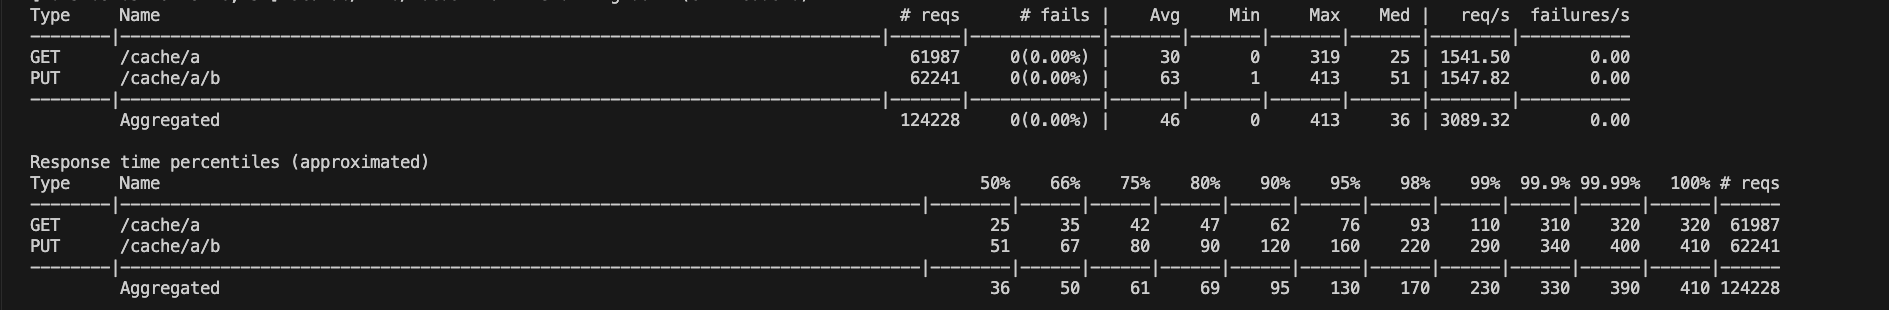 Type Name # reqs # fails | Avg Min Max Med | req/s failures/s
--------|----------------------------------------------------------------------------|-------|-------------|-------|-------|-------|-------|--------|-----------
GET /cache/a 61987 0(0.00%) | 30 0 319 25 | 1541.50 0.00
PUT /cache/a/b 62241 0(0.00%) | 63 1 413 51 | 1547.82 0.00
--------|----------------------------------------------------------------------------|-------|-------------|-------|-------|-------|-------|--------|-----------
Aggregated 124228 0(0.00%) | 46 0 413 36 | 3089.32 0.00
Response time percentiles (approximated)
Type Name 50% 66% 75% 80% 90% 95% 98% 99% 99.9% 99.99% 100% # reqs
--------|--------------------------------------------------------------------------------|--------|------|------|------|------|------|------|------|------|------|------|------
GET /cache/a 25 35 42 47 62 76 93 110 310 320 320 61987
PUT /cache/a/b 51 67 80 90 120 160 220 290 340 400 410 62241
--------|--------------------------------------------------------------------------------|--------|------|------|------|------|------|------|------|------|------|------|------
Aggregated 36 50 61 69 95 130 170 230 330 390 410 124228